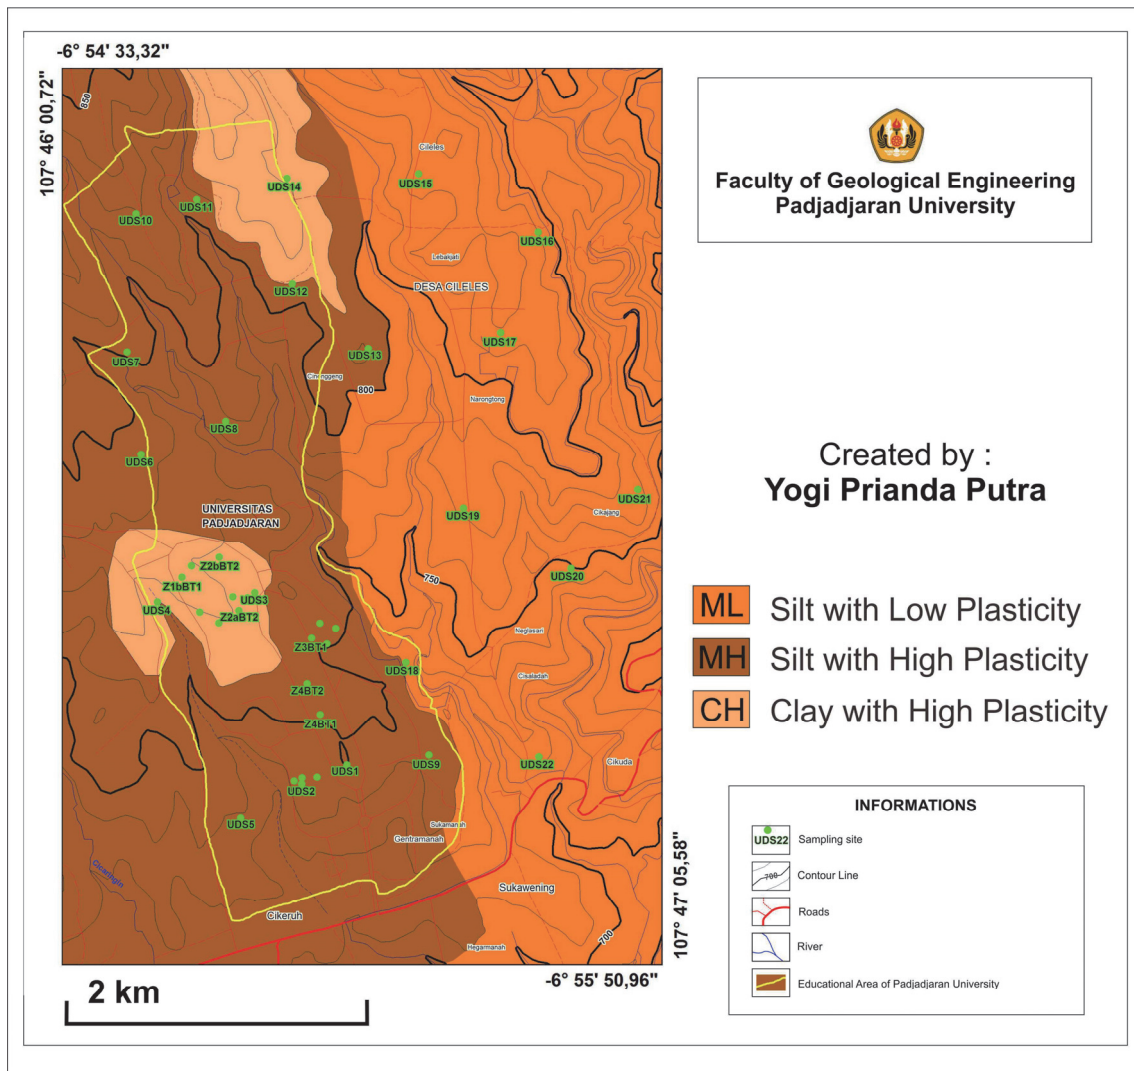 -6° 54' 33,32"
107° 46' 00,72"
850
Cileles
UDS14
UDS15
UDS11
UDS10
UDS16
Lebakjati
DESA CILELES
UDS12
UDS17
UDS13
UDS7
800
Narongtong
UDS8
UDS6
UDS21
UNIVERSITAS
PADJADJARAN
UDS19
Cikajang
Z2bBT2
750
UDS20
Z1bBT1
UDS3
UDS4
Z2aBT2
Neglasari
Z3BT1
UDS18
Cisaladah
Z4BT2
Z4BT1
UDS1
UDS9
UDS22
Cikuda
UDS2
UDS5
Sukamanah
Gentramanah
Sukawening
Cikeruh
700
Hegarmanah
107° 47' 05,58"
-6° 55' 50,96"
2 km
Faculty of Geological Engineering
Padjadjaran University
Created by :
Yogi Prianda Putra
ML Silt with Low Plasticity
MH Silt with High Plasticity
CH Clay with High Plasticity
INFORMATIONS
UDS22 Sampling site
700 Contour Line
Roads
River
Educational Area of Padjadjaran University